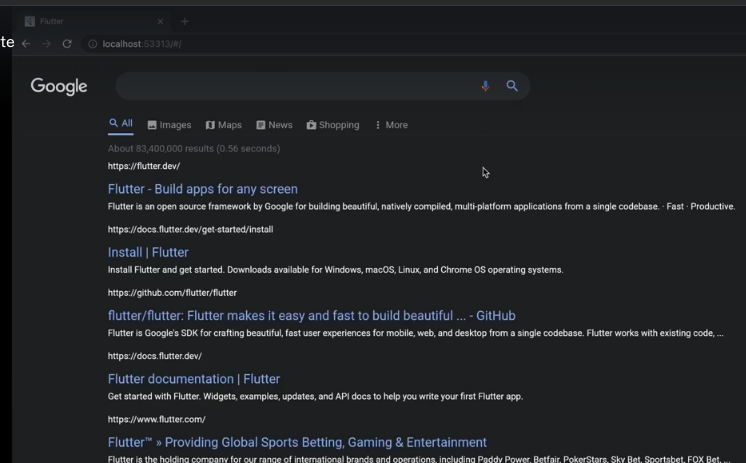 Flutter
te
localhost:53313/#/
Google
All Images Maps News Shopping More
About 83,400,000 results (0.56 seconds)
https://flutter.dev/
Flutter - Build apps for any screen
Flutter is an open source framework by Google for building beautiful, natively compiled, multi-platform applications from a single codebase. · Fast · Productive.
https://docs.flutter.dev/get-started/install
Install | Flutter
Install Flutter and get started. Downloads available for Windows, macOS, Linux, and Chrome OS operating systems.
https://github.com/flutter/flutter
flutter/flutter: Flutter makes it easy and fast to build beautiful ... - GitHub
Flutter is Google's SDK for crafting beautiful, fast user experiences for mobile, web, and desktop from a single codebase. Flutter works with existing code, ...
https://docs.flutter.dev/
Flutter documentation | Flutter
Get started with Flutter. Widgets, examples, updates, and API docs to help you write your first Flutter app.
https://www.flutter.com/
Flutter™ » Providing Global Sports Betting, Gaming & Entertainment
Flutter is the holding company for our range of international brands and operations, including Paddy Power, Betfair, PokerStars, Sky Bet, Sportsbet, FOX Bet, ...